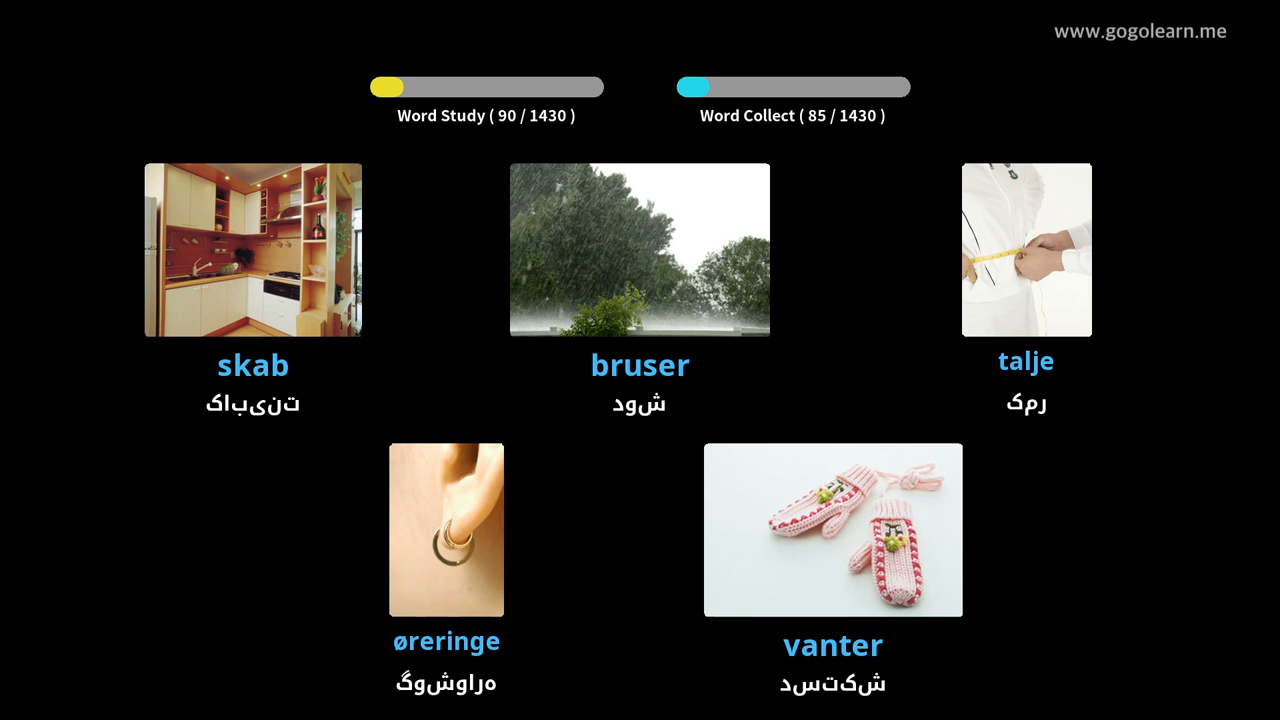 www.gogolearn.me
Word Study ( 90 / 1430 )
Word Collect ( 85 / 1430 )
skab
تنیباک
bruser
شود
talje
رمک
øreringe
هراوشوگ
vanter
شکتسد